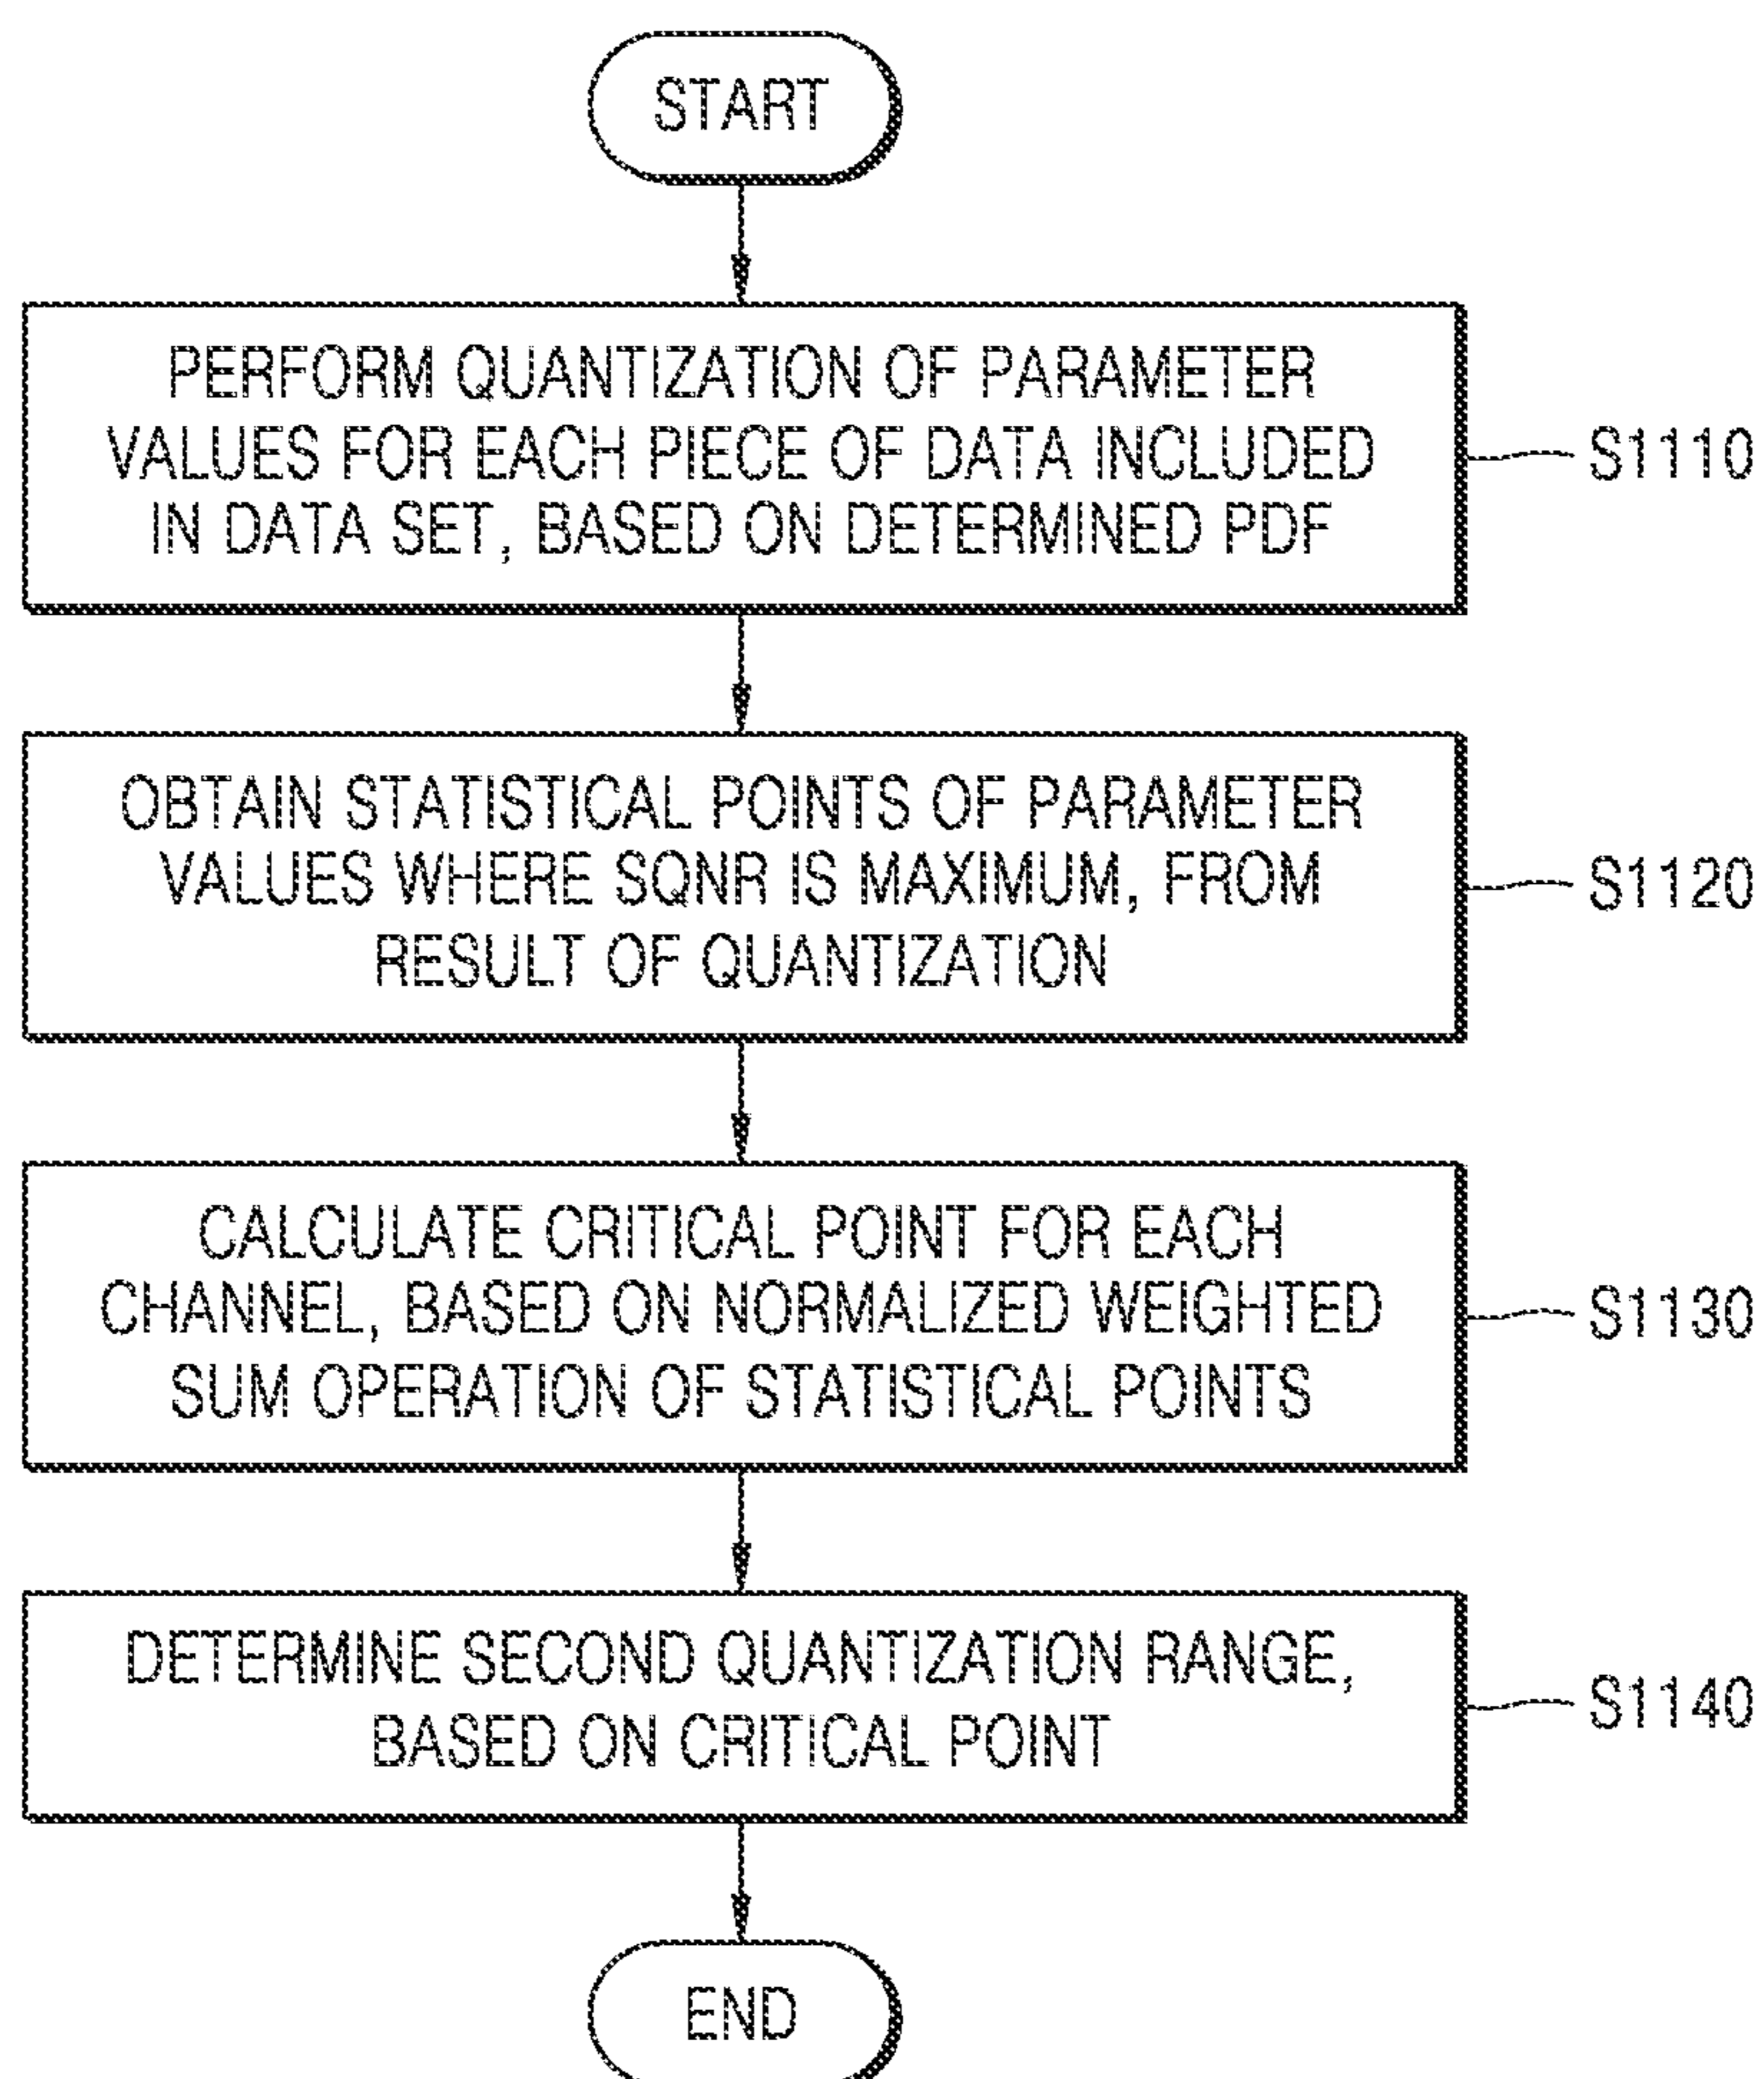 START
PERFORM QUANTIZATION OF PARAMETER
VALUES FOR EACH PIECE OF DATA INCLUDED
IN DATA SET, BASED ON DETERMINED PDF
S1110
OBTAIN STATISTICAL POINTS OF PARAMETER
VALUES WHERE SQNR IS MAXIMUM, FROM
RESULT OF QUANTIZATION
S1120
CALCULATE CRITICAL POINT FOR EACH
CHANNEL, BASED ON NORMALIZED WEIGHTED
SUM OPERATION OF STATISTICAL POINTS
S1130
DETERMINE SECOND QUANTIZATION RANGE,
BASED ON CRITICAL POINT
S1140
END